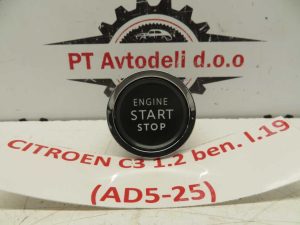 PT Avtodeli d.o.o
ENGINE
START
STOP
CITROEN C3 1.2 ben. l.19
(AD5-25)